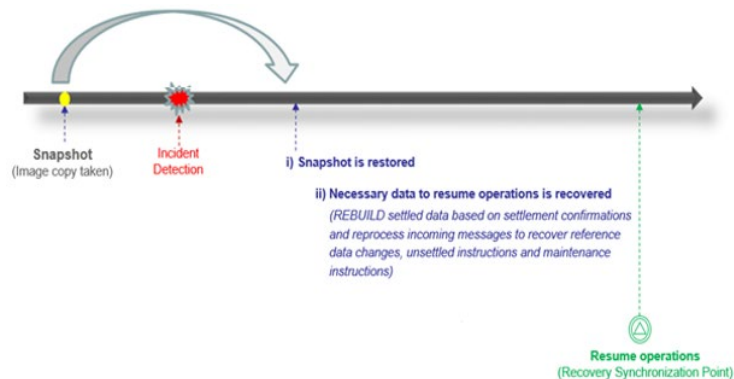 Snapshot
(Image copy taken)
Incident
Detection
i) Snapshot is restored
ii) Necessary data to resume operations is recovered
(REBUILD settled data based on settlement confirmations
and reprocess incoming messages to recover reference
data changes, unsettled instructions and maintenance
instructions)
Resume operations
(Recovery Synchronization Point)